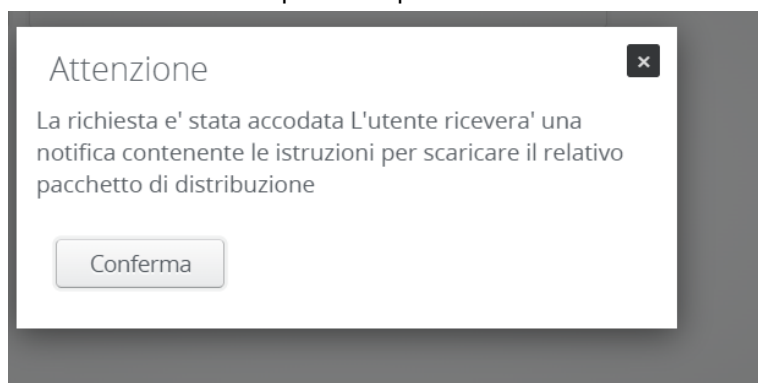 Attenzione
×
La richiesta e' stata accodata L'utente ricevera' una
notifica contenente le istruzioni per scaricare il relativo
pacchetto di distribuzione
Conferma